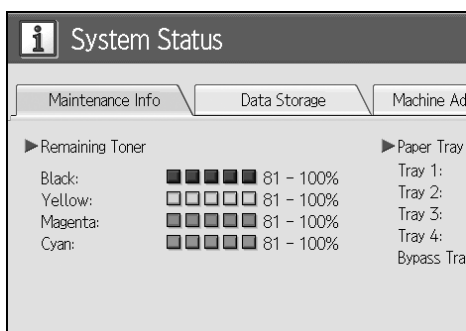 System Status
Maintenance Info
Data Storage
Machine Ad
▶Remaining Toner
Black: 81 - 100%
Yellow: 81 - 100%
Magenta: 81 - 100%
Cyan: 81 - 100%
▶Paper Tray
Tray 1:
Tray 2:
Tray 3:
Tray 4:
Bypass Tra